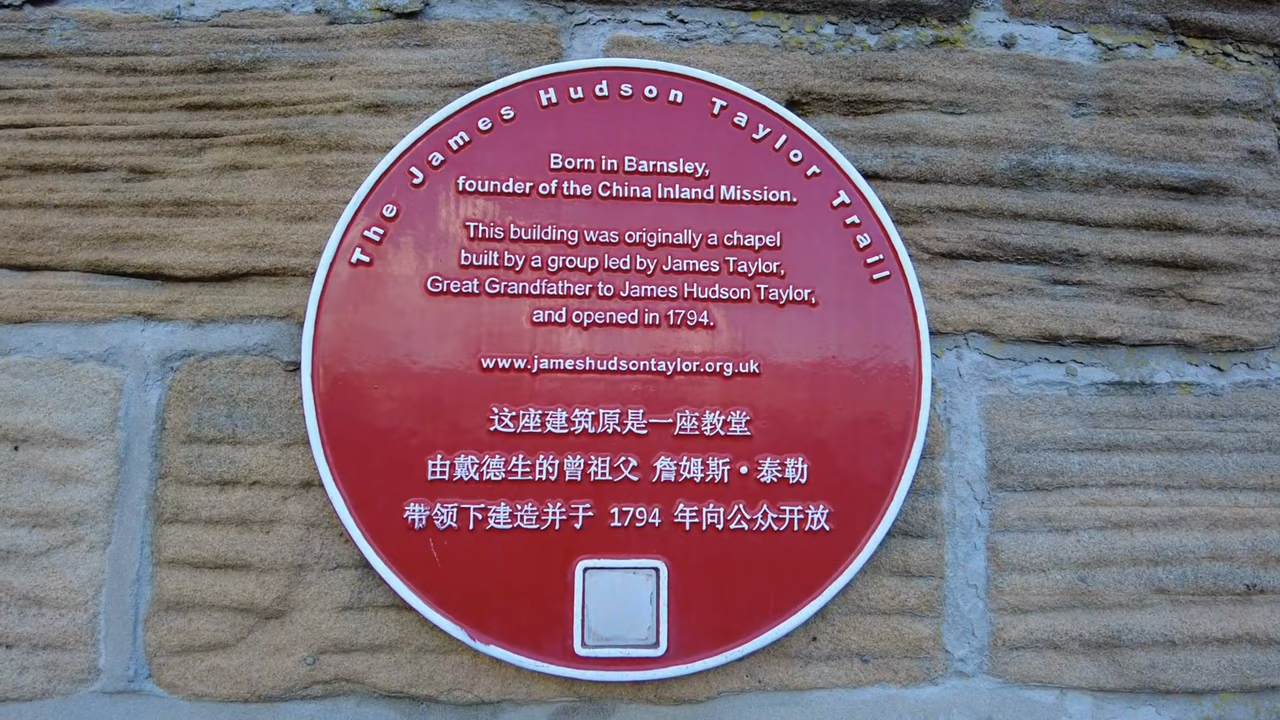 The James Hudson Taylor Trail
Born in Barnsley,
founder of the China Inland Mission.
This building was originally a chapel
built by a group led by James Taylor,
Great Grandfather to James Hudson Taylor,
and opened in 1794.
www.jameshudsontaylor.org.uk
这座建筑原是一座教堂
由戴德生的曾祖父 詹姆斯·泰勒
带领下建造并于 1794 年向公众开放